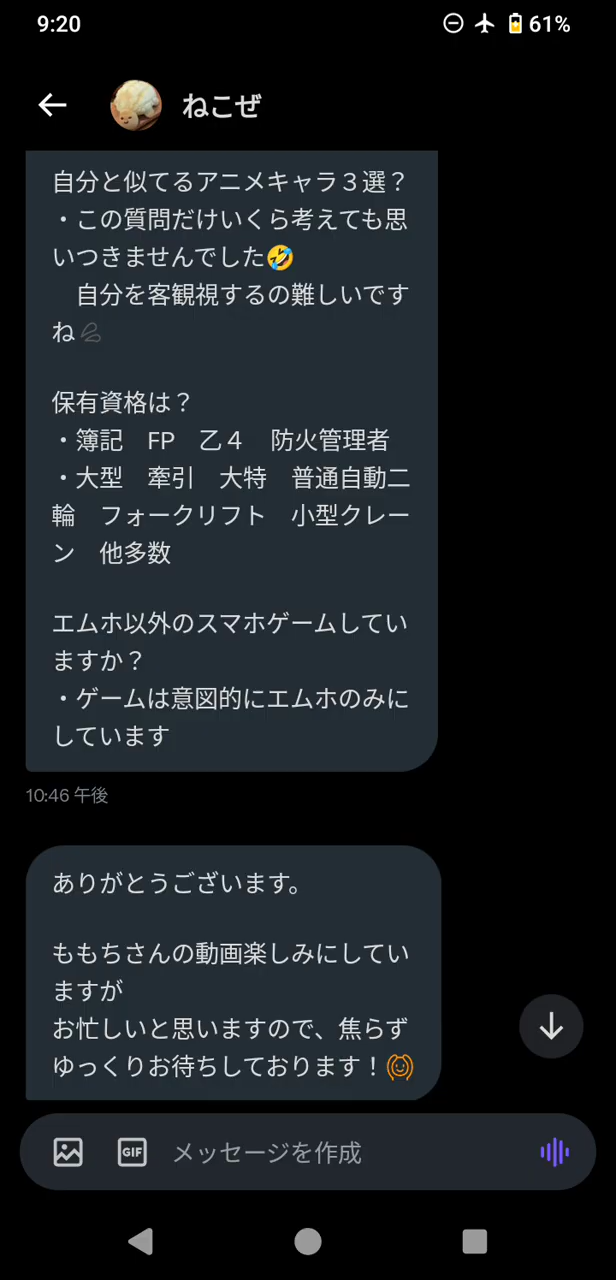 9:20
61%
ねこぜ
自分と似てるアニメキャラ３選？
・この質問だけいくら考えても思
いつきませんでした🤣
　自分を客観視するの難しいです
ね💦
保有資格は？
・簿記　FP　乙４　防火管理者
・大型　牽引　大特　普通自動二
輪　フォークリフト　小型クレー
ン　他多数
エムホ以外のスマホゲームしてい
ますか？
・ゲームは意図的にエムホのみに
しています
10:46 午後
ありがとうございます。
ももちさんの動画楽しみにしてい
ますが
お忙しいと思いますので、焦らず
ゆっくりお待ちしております！🙆
GIF
メッセージを作成